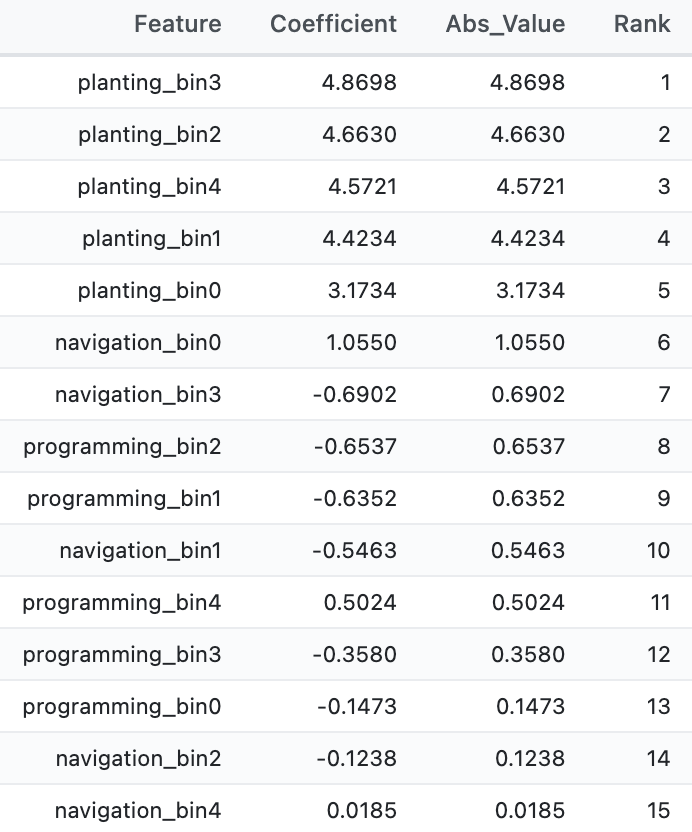 Feature Coefficient Abs_Value Rank
planting_bin3 4.8698 4.8698 1
planting_bin2 4.6630 4.6630 2
planting_bin4 4.5721 4.5721 3
planting_bin1 4.4234 4.4234 4
planting_bin0 3.1734 3.1734 5
navigation_bin0 1.0550 1.0550 6
navigation_bin3 -0.6902 0.6902 7
programming_bin2 -0.6537 0.6537 8
programming_bin1 -0.6352 0.6352 9
navigation_bin1 -0.5463 0.5463 10
programming_bin4 0.5024 0.5024 11
programming_bin3 -0.3580 0.3580 12
programming_bin0 -0.1473 0.1473 13
navigation_bin2 -0.1238 0.1238 14
navigation_bin4 0.0185 0.0185 15